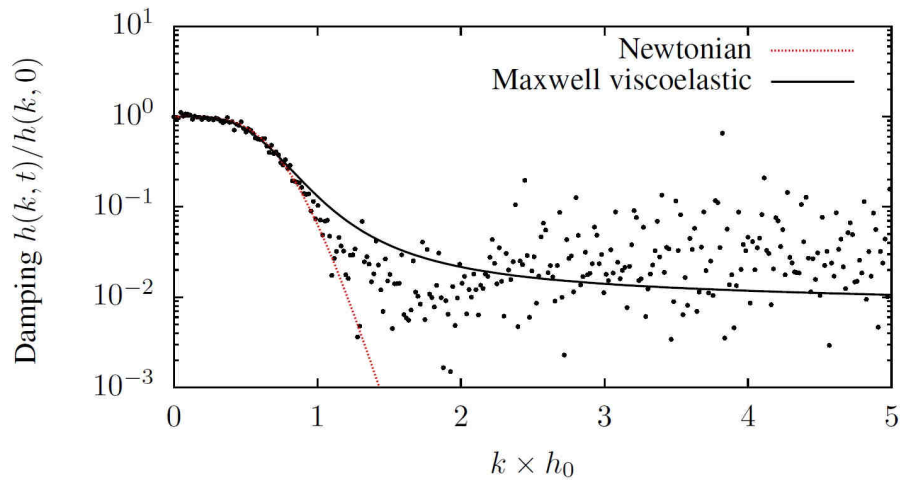 10^1
10^0
10^-1
10^-2
10^-3
Damping h(k, t)/h(k, 0)
Newtonian
Maxwell viscoelastic
0 1 2 3 4 5
k × h_0